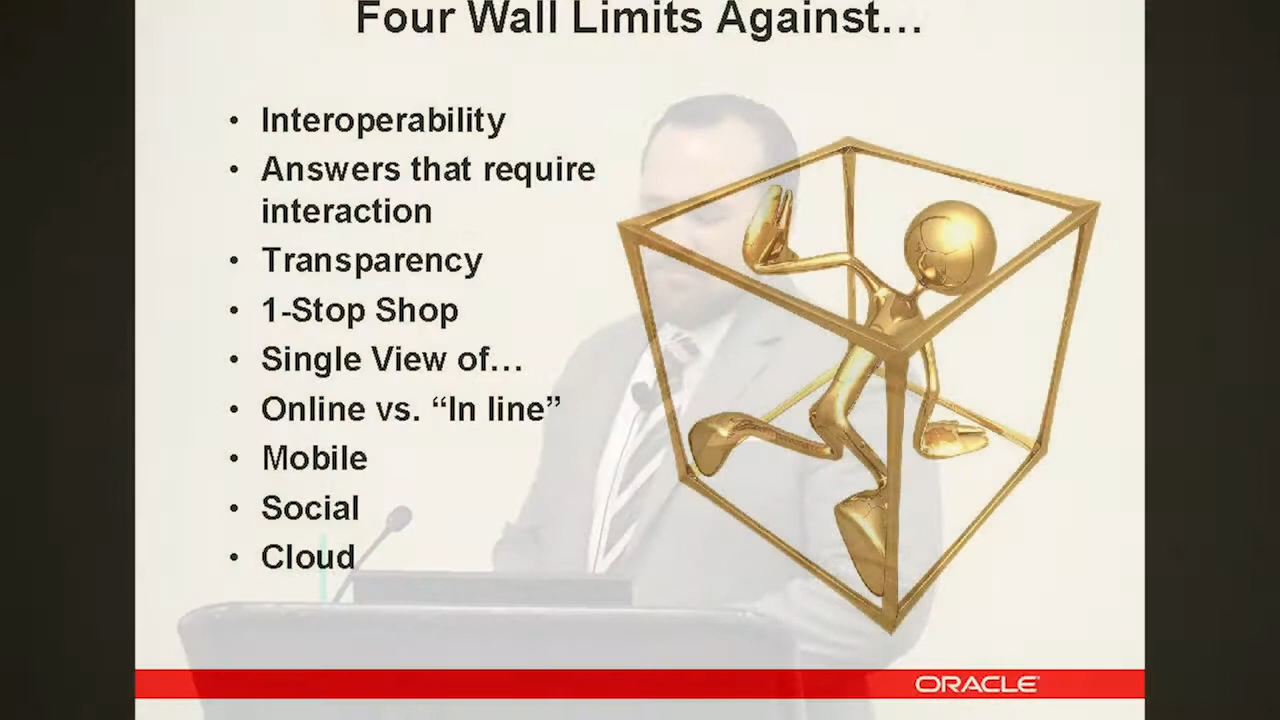 Four Wall Limits Against…
• Interoperability
• Answers that require
interaction
• Transparency
• 1-Stop Shop
• Single View of…
• Online vs. “In line”
• Mobile
• Social
• Cloud
ORACLE